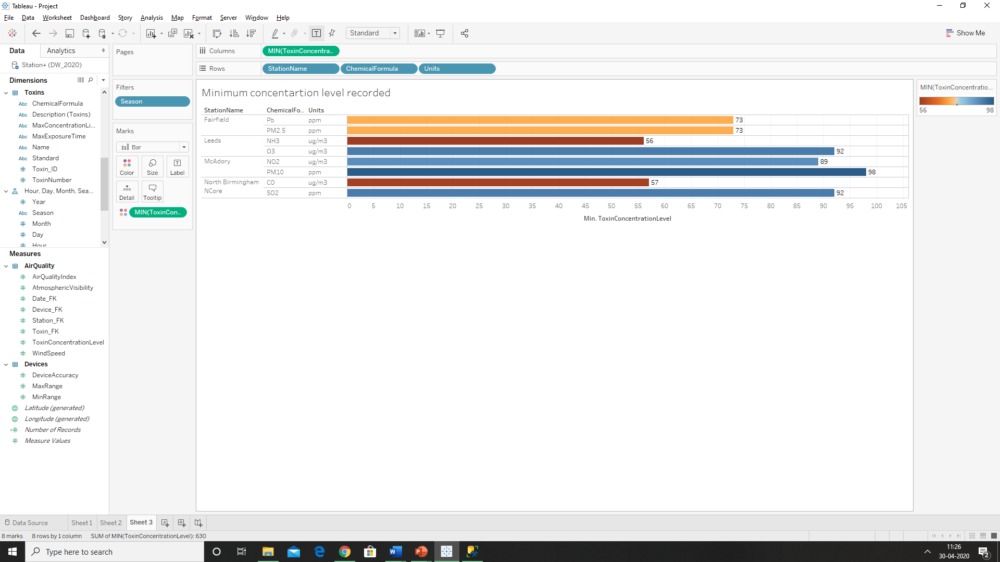 Tableau - Project
File Data Worksheet Dashboard Story Analysis Map Format Server Window Help
Standard
Show Me
Data Analytics
Station+ (DW_2020)
Dimensions
Toxins
Abc ChemicalFormula
Abc Description (Toxins)
Abc MaxConcentrationLi...
Abc MaxExposureTime
Abc Name
Abc Standard
# Toxin_ID
# ToxinNumber
Hour, Day, Month, Sea...
# Year
Abc Season
# Month
# Day
# Hour
Measures
AirQuality
# AirQualityIndex
# AtmosphericVisibility
# Date_FK
# Device_FK
# Station_FK
# Toxin_FK
# ToxinConcentrationLevel
# WindSpeed
Devices
# DeviceAccuracy
# MaxRange
# MinRange
Latitude (generated)
Longitude (generated)
=# Number of Records
# Measure Values
Pages
Filters
Season
Marks
Bar
Color Size Label
Detail Tooltip
MIN(ToxinCon..
Columns MIN(ToxinConcentra..
Rows StationName ChemicalFormula Units
Minimum concentartion level recorded
StationName ChemicalFo.. Units
Fairfield Pb ppm 73
PM2.5 ppm 73
Leeds NH3 ug/m3 56
O3 ug/m3 92
McAdory NO2 ug/m3 89
PM10 ppm 98
North Birmingham CO ug/m3 57
NCore SO2 ppm 92
0 5 10 15 20 25 30 35 40 45 50 55 60 65 70 75 80 85 90 95 100 105
Min. ToxinConcentrationLevel
MIN(ToxinConcentratio...
56 98
Data Source Sheet 1 Sheet 2 Sheet 3
8 marks 8 rows by 1 column SUM of MIN(ToxinConcentrationLevel): 630
Type here to search
11:26
30-04-2020
2